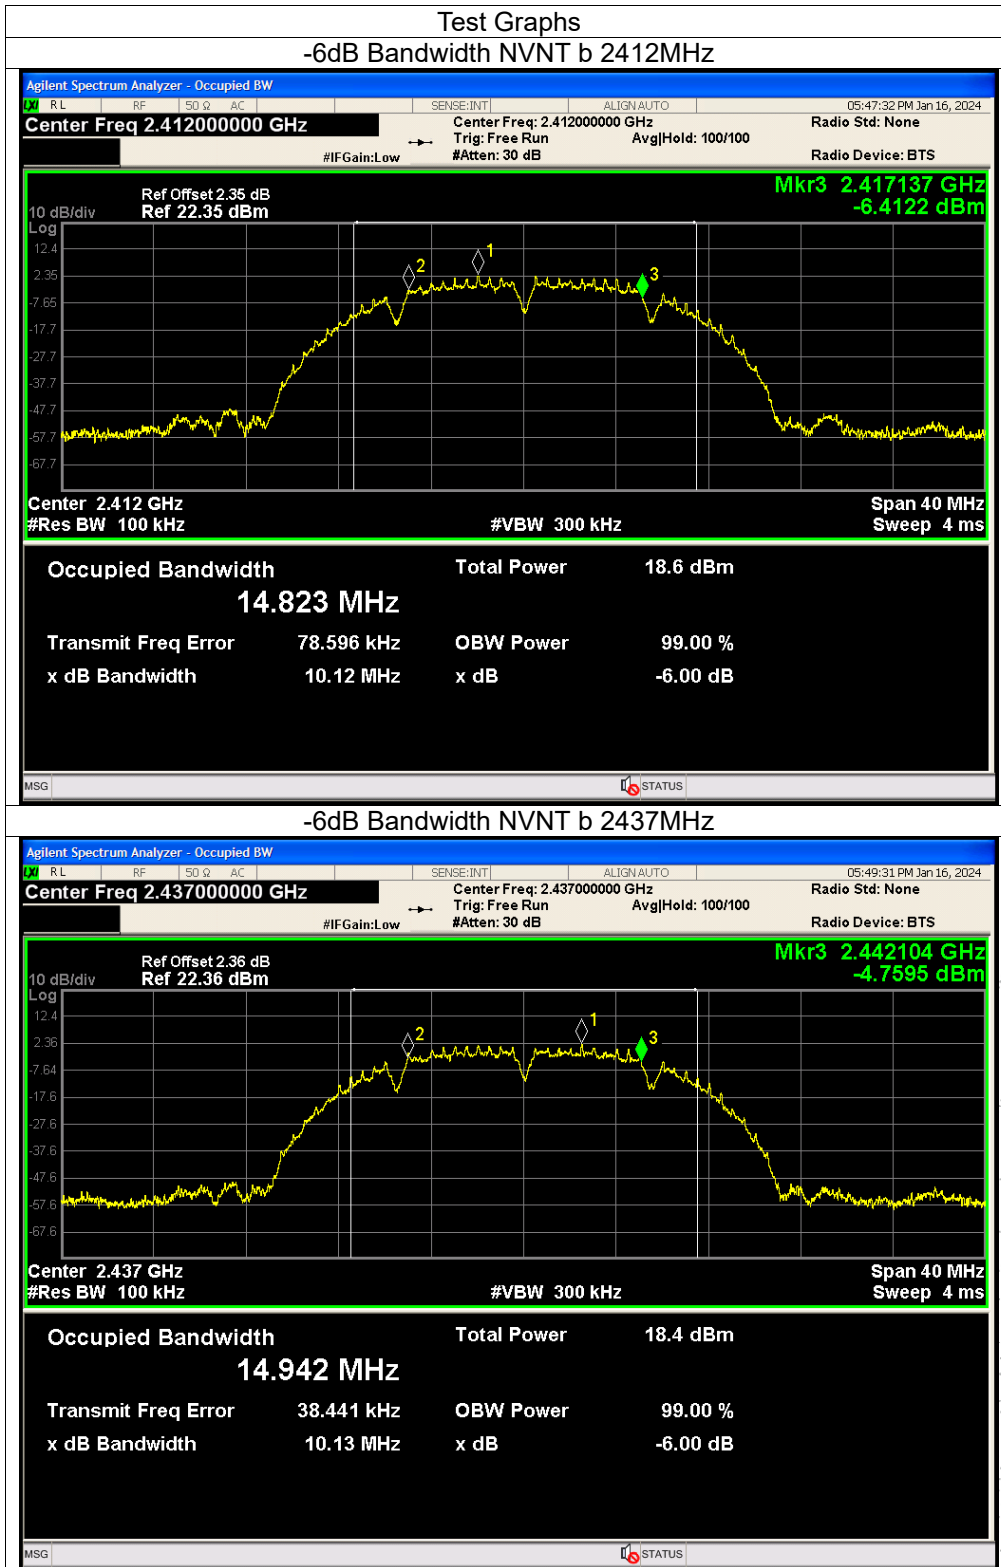 Test Graphs
-6dB Bandwidth NVNT b 2412MHz
Agilent Spectrum Analyzer - Occupied BW
LXI RL RF 50 Ω AC SENSE:INT ALIGN AUTO 05:47:32 PM Jan 16, 2024
Center Freq 2.412000000 GHz Center Freq: 2.412000000 GHz Radio Std: None
Trig: Free Run Avg|Hold: 100/100
#IFGain:Low #Atten: 30 dB Radio Device: BTS
Mkr3 2.417137 GHz
-6.4122 dBm
Ref Offset 2.35 dB
10 dB/div Ref 22.35 dBm
Log
12.4
2.35
-7.65
-17.7
-27.7
-37.7
-47.7
-57.7
-67.7
2
1
3
Center 2.412 GHz Span 40 MHz
#Res BW 100 kHz #VBW 300 kHz Sweep 4 ms
Occupied Bandwidth Total Power 18.6 dBm
14.823 MHz
Transmit Freq Error 78.596 kHz OBW Power 99.00 %
x dB Bandwidth 10.12 MHz x dB -6.00 dB
MSG STATUS
-6dB Bandwidth NVNT b 2437MHz
Agilent Spectrum Analyzer - Occupied BW
LXI RL RF 50 Ω AC SENSE:INT ALIGN AUTO 05:49:31 PM Jan 16, 2024
Center Freq 2.437000000 GHz Center Freq: 2.437000000 GHz Radio Std: None
Trig: Free Run Avg|Hold: 100/100
#IFGain:Low #Atten: 30 dB Radio Device: BTS
Mkr3 2.442104 GHz
-4.7595 dBm
Ref Offset 2.36 dB
10 dB/div Ref 22.36 dBm
Log
12.4
2.36
-7.64
-17.6
-27.6
-37.6
-47.6
-57.6
-67.6
2
1
3
Center 2.437 GHz Span 40 MHz
#Res BW 100 kHz #VBW 300 kHz Sweep 4 ms
Occupied Bandwidth Total Power 18.4 dBm
14.942 MHz
Transmit Freq Error 38.441 kHz OBW Power 99.00 %
x dB Bandwidth 10.13 MHz x dB -6.00 dB
MSG STATUS